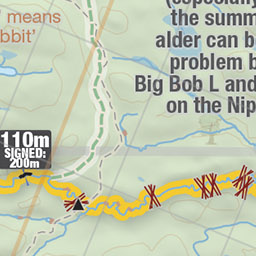 ' means
bbit'
(especially
the summ
alder can b
problem b
Big Bob L and
on the Nip
110m
SIGNED:
200m